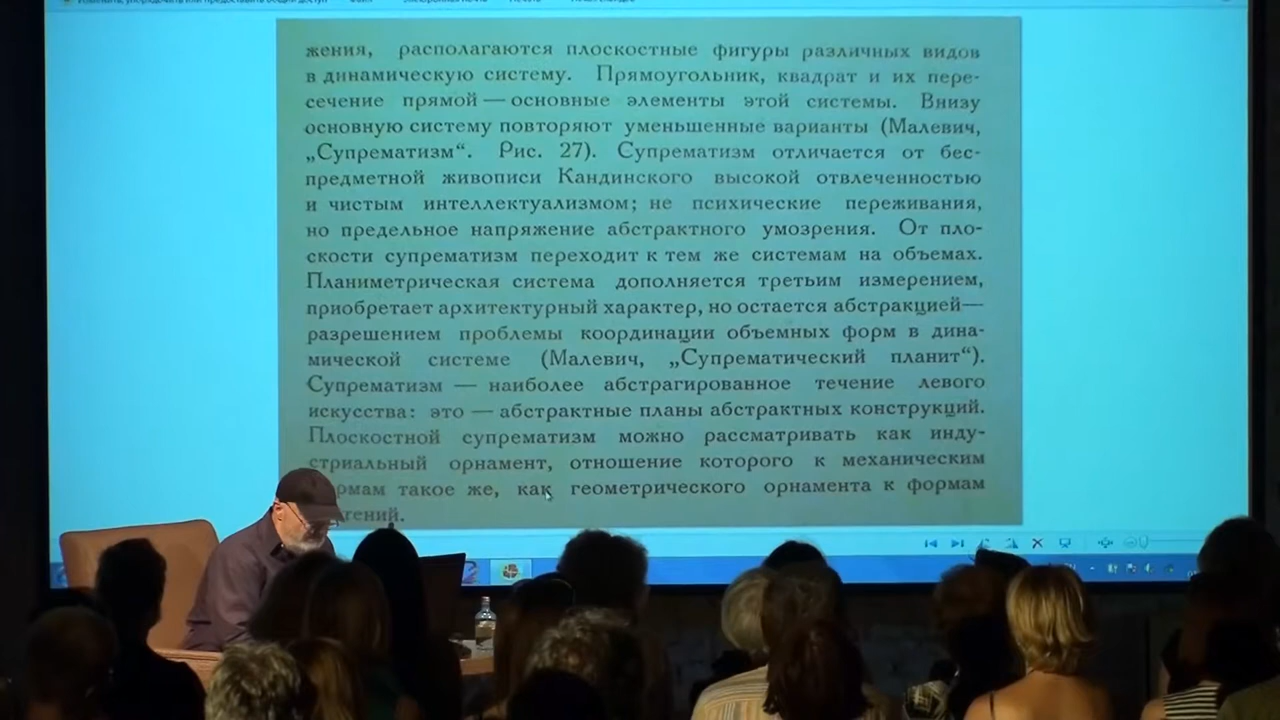 жения, располагаются плоскостные фигуры различных видов
в динамическую систему. Прямоугольник, квадрат и их пере-
сечение прямой — основные элементы этой системы. Внизу
основную систему повторяют уменьшенные варианты (Малевич,
„Супрематизм“. Рис. 27). Супрематизм отличается от бес-
предметной живописи Кандинского высокой отвлеченностью
и чистым интеллектуализмом; не психические переживания,
но предельное напряжение абстрактного умозрения. От пло-
скости супрематизм переходит к тем же системам на объемах.
Планиметрическая система дополняется третьим измерением,
приобретает архитектурный характер, но остается абстракцией—
разрешением проблемы координации объемных форм в дина-
мической системе (Малевич, „Супрематический планит“).
Супрематизм — наиболее абстрагированное течение левого
искусства: это — абстрактные планы абстрактных конструкций.
Плоскостной супрематизм можно рассматривать как инду-
стриальный орнамент, отношение которого к механическим
такое же, как геометрического орнамента к формам